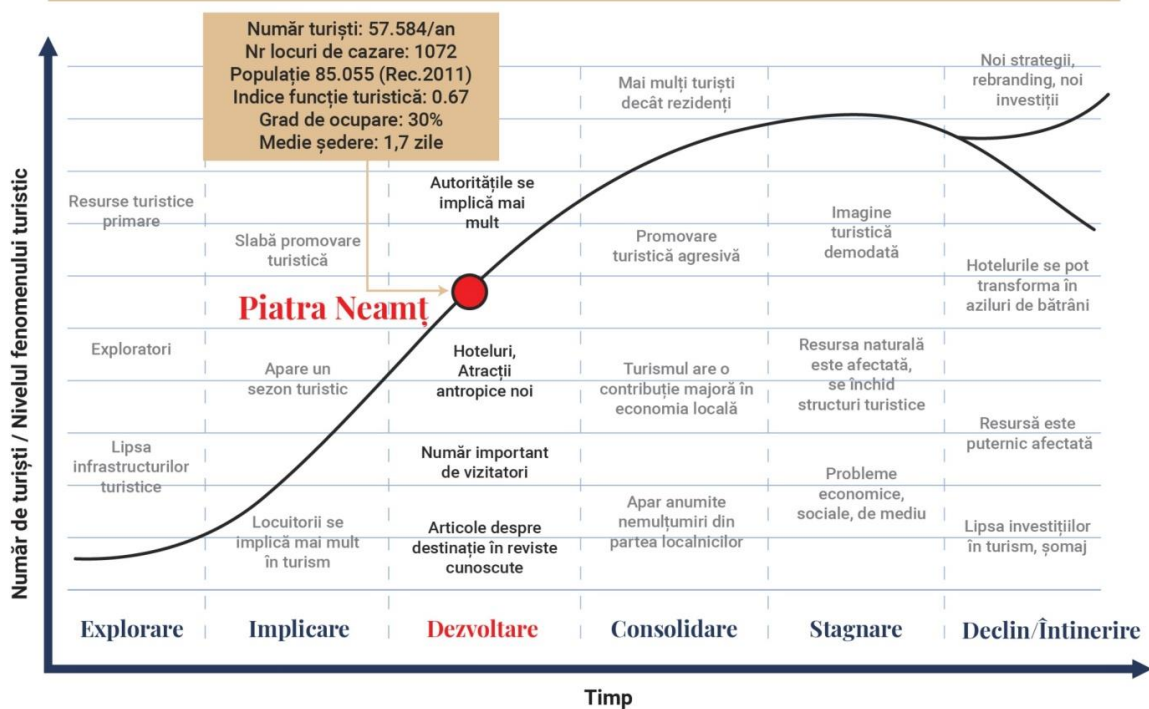 Număr turiști: 57.584/an
Nr locuri de cazare: 1072
Populație 85.055 (Rec.2011)
Indice funcție turistică: 0.67
Grad de ocupare: 30%
Medie ședere: 1,7 zile
Număr de turiști / Nivelul fenomenului turistic
Resurse turistice
primare
Exploratori
Lipsa
infrastructurilor
turistice
Slabă promovare
turistică
Piatra Neamț
Apare un
sezon turistic
Locuitorii se
implică mai mult
în turism
Autoritățile se
implică mai
mult
Hoteluri,
Atracții
antropice noi
Număr important
de vizitatori
Articole despre
destinație în reviste
cunoscute
Mai mulți turiști
decât rezidenți
Promovare
turistică agresivă
Turismul are o
contribuție majoră în
economia locală
Apar anumite
nemulțumiri din
partea localnicilor
Imagine
turistică
demodată
Resursa naturală
este afectată,
se închid
structuri turistice
Probleme
economice,
sociale, de mediu
Noi strategii,
rebranding, noi
investiții
Hotelurile se pot
transforma în
aziluri de bătrâni
Resursă este
puternic afectată
Lipsa investițiilor
în turism, șomaj
Explorare
Implicare
Dezvoltare
Consolidare
Stagnare
Declin/Întinerire
Timp